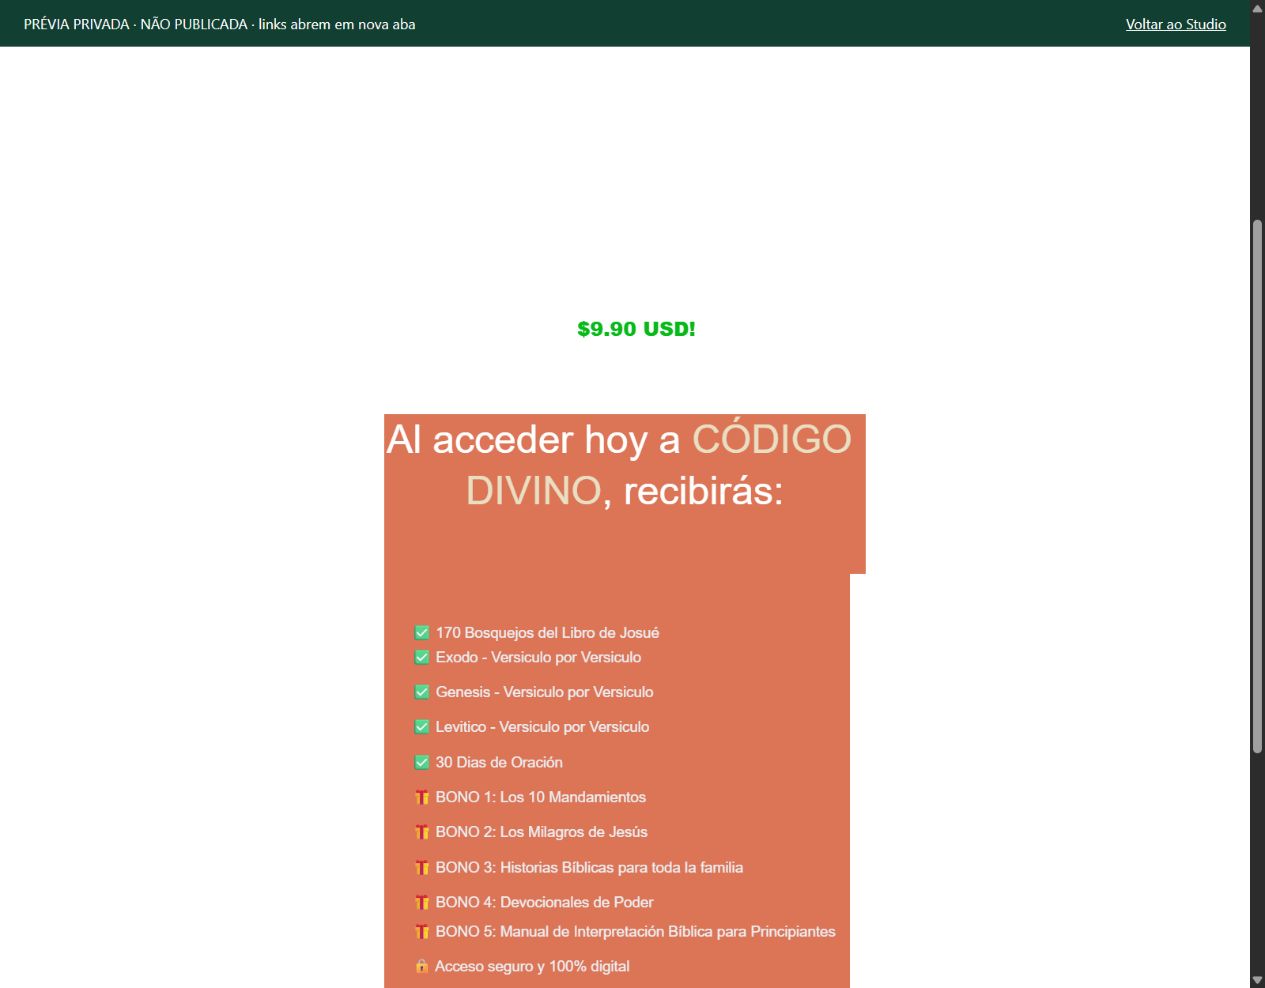 PRÉVIA PRIVADA · NÃO PUBLICADA · links abrem em nova aba
Voltar ao Studio
$9.90 USD!
Al acceder hoy a CÓDIGO
DIVINO, recibirás:
✅ 170 Bosquejos del Libro de Josué
✅ Exodo - Versiculo por Versiculo
✅ Genesis - Versiculo por Versiculo
✅ Levitico - Versiculo por Versiculo
✅ 30 Dias de Oración
🎁 BONO 1: Los 10 Mandamientos
🎁 BONO 2: Los Milagros de Jesús
🎁 BONO 3: Historias Bíblicas para toda la familia
🎁 BONO 4: Devocionales de Poder
🎁 BONO 5: Manual de Interpretación Bíblica para Principiantes
🔒 Acceso seguro y 100% digital